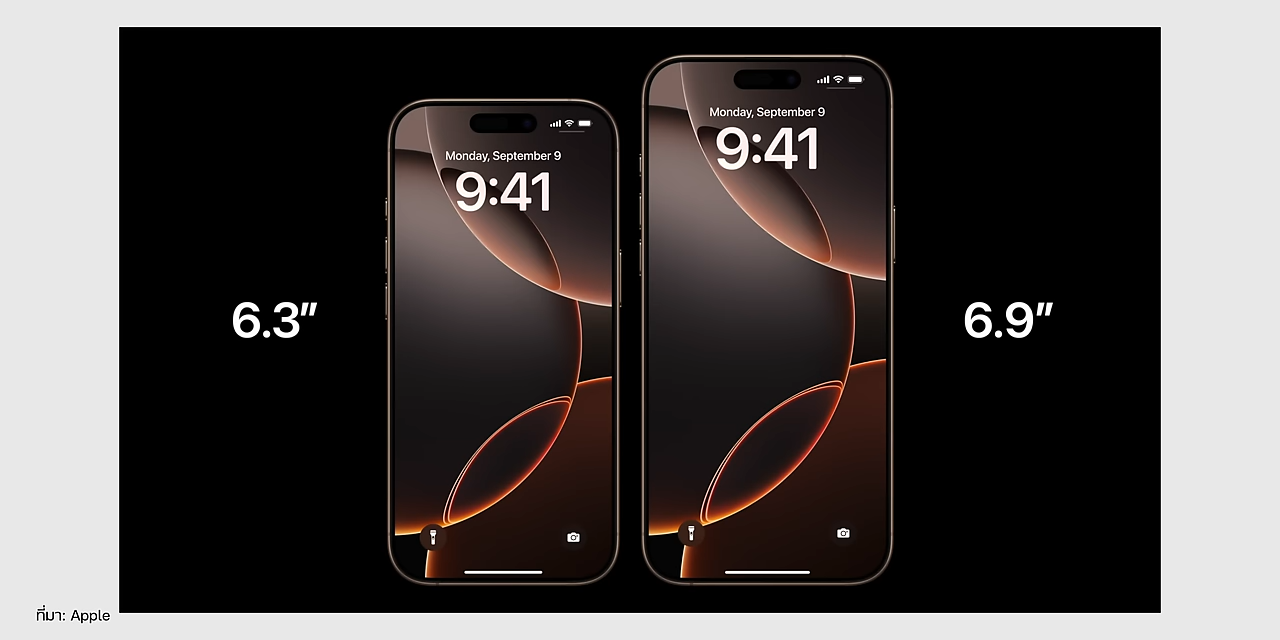 6.3″
Monday, September 9
9:41
Monday, September 9
9:41
6.9″
ที่มา: Apple